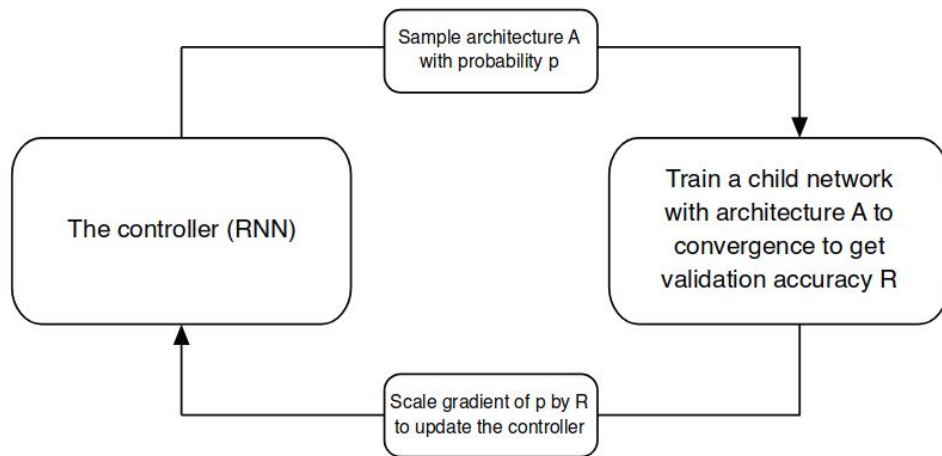 Sample architecture A
with probability p
The controller (RNN)
Train a child network
with architecture A to
convergence to get
validation accuracy R
Scale gradient of p by R
to update the controller